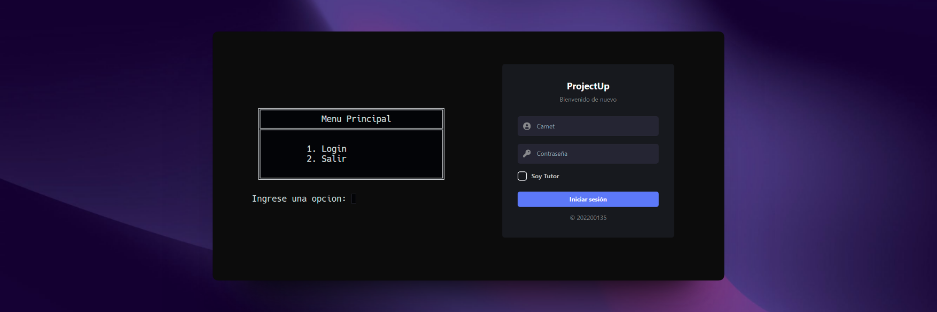 Menu Principal
1. Login
2. Salir
Ingrese una opcion:
ProjectUp
Bienvenido de nuevo
Carnet
Contraseña
Soy Tutor
Iniciar sesión
© 202200135